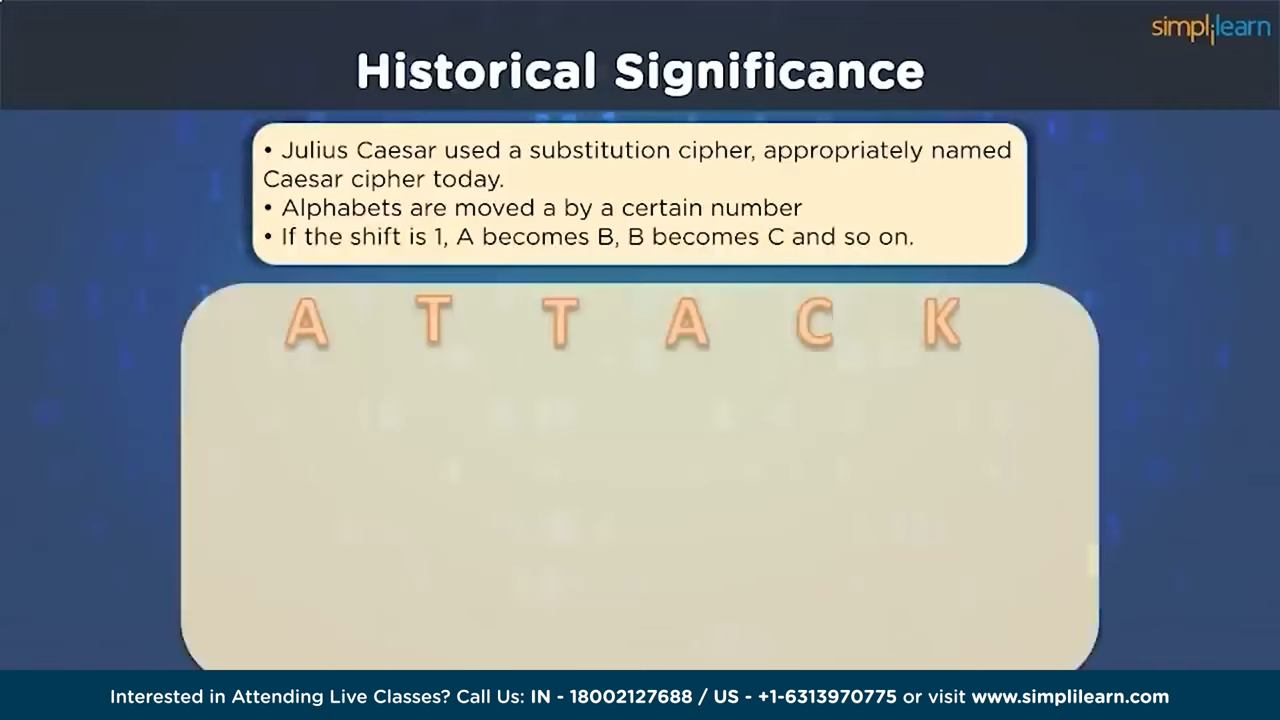 simplilearn
Historical Significance
• Julius Caesar used a substitution cipher, appropriately named
Caesar cipher today.
• Alphabets are moved a by a certain number
• If the shift is 1, A becomes B, B becomes C and so on.
A T T A C K
Interested in Attending Live Classes? Call Us: IN - 18002127688 / US - +1-6313970775 or visit www.simplilearn.com